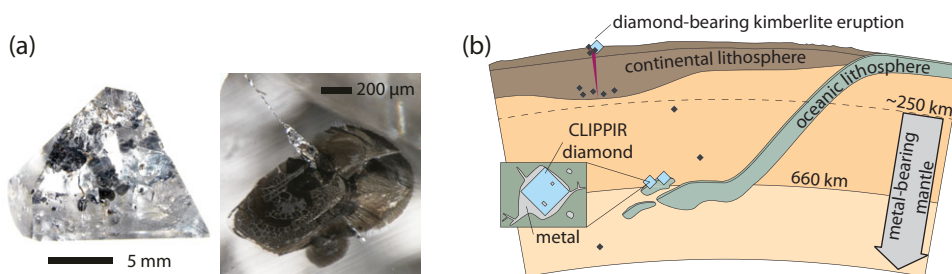 (a)
5 mm
200 µm
(b)
diamond-bearing kimberlite eruption
continental lithosphere
oceanic lithosphere
~250 km
CLIPPIR
diamond
660 km
metal
metal-bearing
mantle